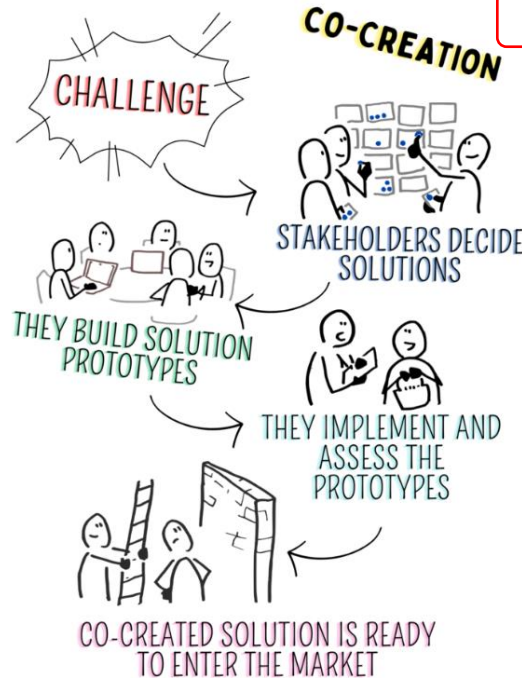 CO-CREATION
CHALLENGE
STAKEHOLDERS DECIDE
SOLUTIONS
THEY BUILD SOLUTION
PROTOTYPES
THEY IMPLEMENT AND
ASSESS THE
PROTOTYPES
CO-CREATED SOLUTION IS READY
TO ENTER THE MARKET